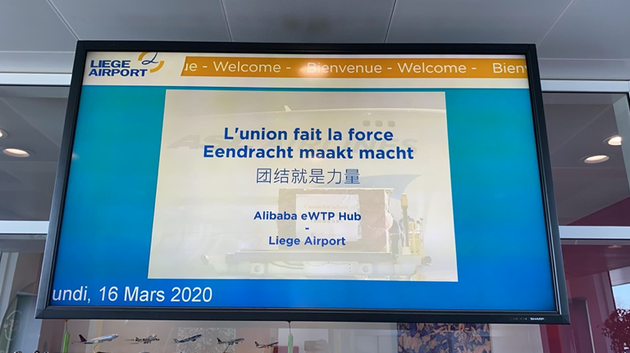 LIEGE
AIRPORT
ue - Welcome - Bienvenue - Welcome - Bien
L'union fait la force
Eendracht maakt macht
团结就是力量
Alibaba eWTP Hub
-
Liege Airport
undi, 16 Mars 2020
SHARP